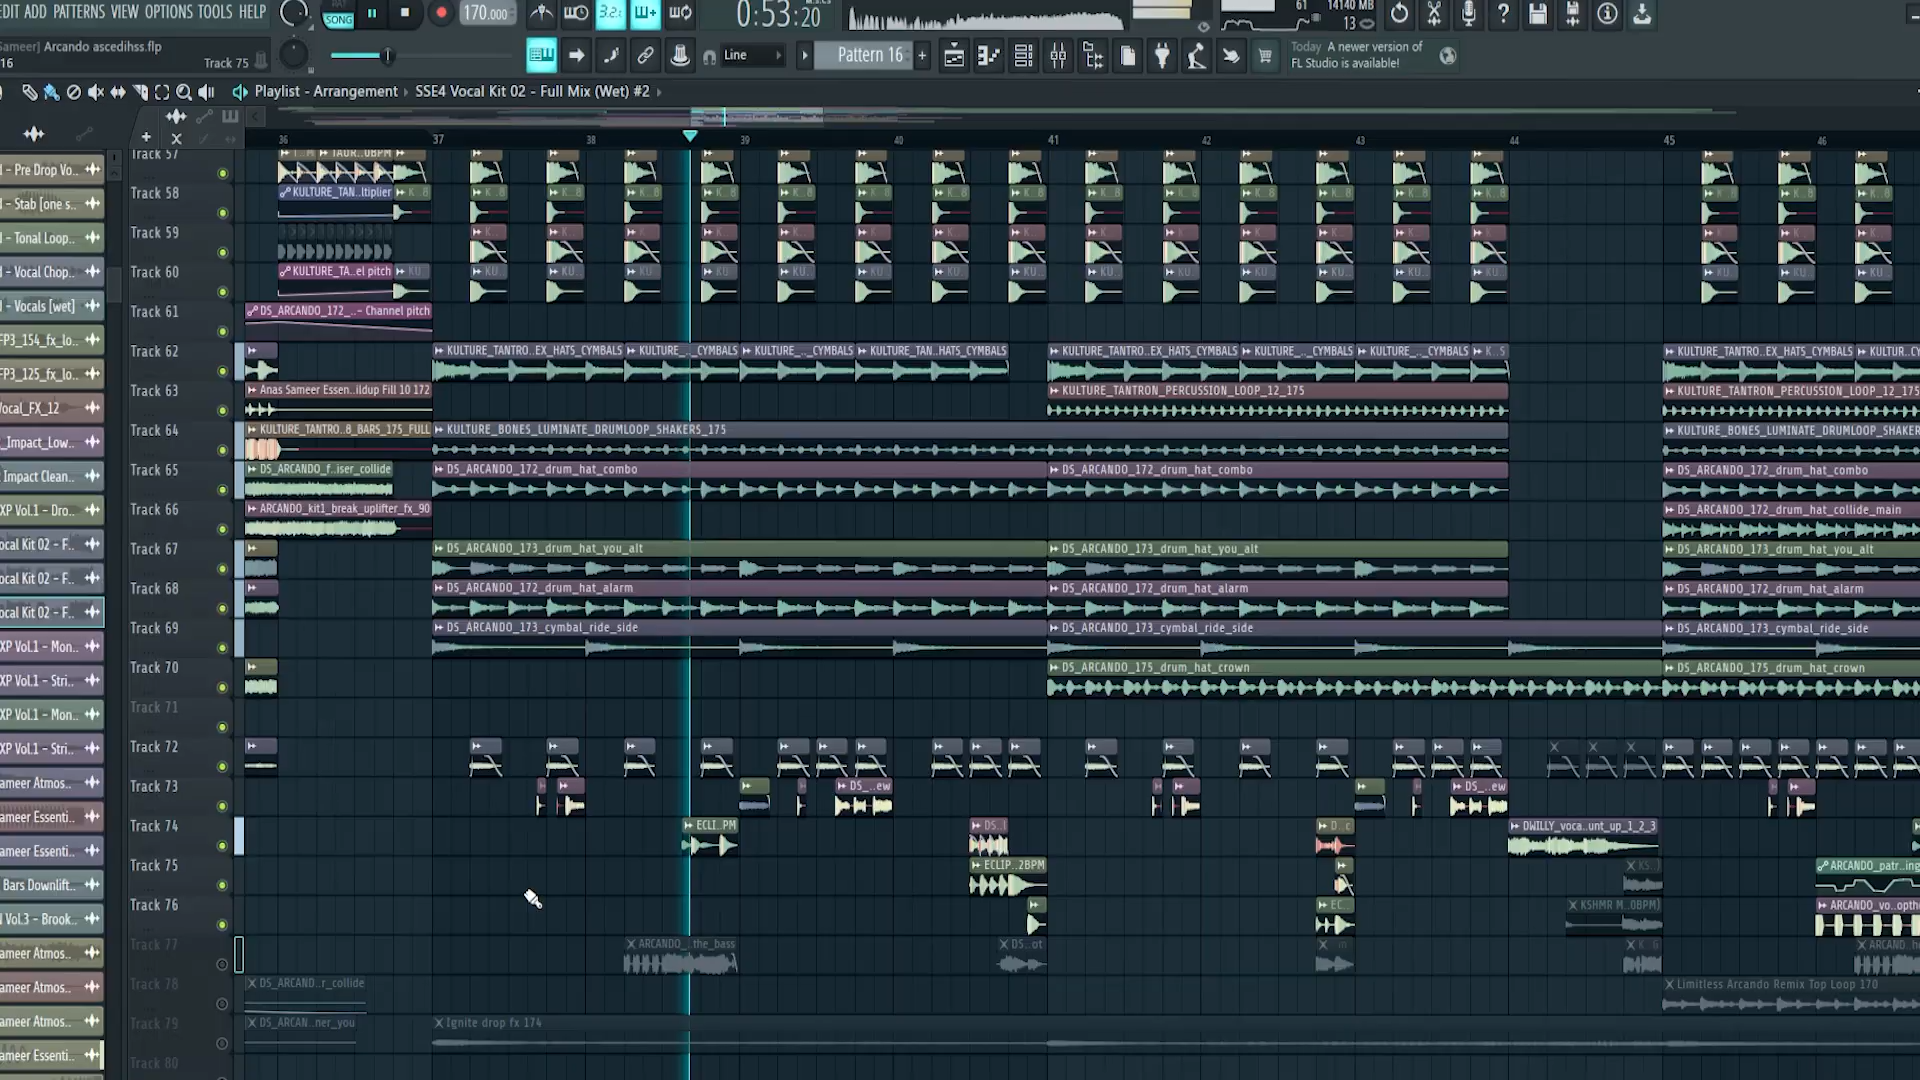 EDIT ADD PATTERNS VIEW OPTIONS TOOLS HELP
SONG
170.000
3.2:
0:53:20
61
14140 MB
13
Arcando ascedihss.flp
16
Track 75
Line
Pattern 16
Today A newer version of
FL Studio is available!
Playlist - Arrangement › SSE4 Vocal Kit 02 - Full Mix (Wet) #2
36 37 38 39 40 41 42 43 44 45 46
- Pre Drop Vo..
- Stab [one s..
- Tonal Loop..
- Vocal Chop..
- Vocals [wet]
FP3_154_fx_lo..
FP3_125_fx_lo..
Vocal_FX_12
_Impact_Low..
Impact Clean..
XP Vol.1 - Dro..
ocal Kit 02 - F..
ocal Kit 02 - F..
ocal Kit 02 - F..
XP Vol.1 - Mon..
XP Vol.1 - Stri..
XP Vol.1 - Mon..
XP Vol.1 - Stri..
ameer Atmos..
ameer Essenti..
ameer Essenti..
Bars Downlift..
N Vol.3 - Brook..
ameer Atmos..
ameer Atmos..
ameer Atmos..
ameer Essenti..
Track 57
Track 58
KULTURE_TAN..ltiplier
Track 59
Track 60
KULTURE_TA..el pitch
Track 61
DS_ARCANDO_172_..- Channel pitch
Track 62
KULTURE_TANTRO..EX_HATS_CYMBALS
KULTURE_.._CYMBALS
KULTURE_.._CYMBALS
KULTURE_TAN..HATS_CYMBALS
KULTURE_TANTRO..EX_HATS_CYMBALS
KULTURE_.._CYMBALS
KULTURE_.._CYMBALS
KULTURE_TANTRO..EX_HATS_CYMBALS
Track 63
Anas Sameer Essen..ildup Fill 10 172
KULTURE_TANTRON_PERCUSSION_LOOP_12_175
KULTURE_TANTRON_PERCUSSION_LOOP_12_175
Track 64
KULTURE_TANTRO..8_BARS_175_FULL
KULTURE_BONES_LUMINATE_DRUMLOOP_SHAKERS_175
KULTURE_BONES_LUMINATE_DRUMLOOP_SHAKER
Track 65
DS_ARCANDO_f..iser_collide
DS_ARCANDO_172_drum_hat_combo
DS_ARCANDO_172_drum_hat_combo
DS_ARCANDO_172_drum_hat_combo
Track 66
ARCANDO_kit1_break_uplifter_fx_90
DS_ARCANDO_172_drum_hat_collide_main
Track 67
DS_ARCANDO_173_drum_hat_you_alt
DS_ARCANDO_173_drum_hat_you_alt
DS_ARCANDO_173_drum_hat_you_alt
Track 68
DS_ARCANDO_172_drum_hat_alarm
DS_ARCANDO_172_drum_hat_alarm
DS_ARCANDO_172_drum_hat_alarm
Track 69
DS_ARCANDO_173_cymbal_ride_side
DS_ARCANDO_173_cymbal_ride_side
DS_ARCANDO_173_cymbal_ride_side
Track 70
DS_ARCANDO_175_drum_hat_crown
DS_ARCANDO_175_drum_hat_crown
Track 71
Track 72
Track 73
DS_..ew
DS_..ew
Track 74
ECLI..PM
DWILLY_voca..unt_up_1_2_3
Track 75
ECLIP..2BPM
ARCANDO_patr..ing
Track 76
EC..
KSHMR M..0BPM)
ARCANDO_vo..opth
Track 77
ARCANDO_..the_bass
DS..ot
Track 78
DS_ARCAND..r_collide
Limitless Arcando Remix Top Loop 170
Track 79
DS_ARCAN..ner_you
Ignite drop fx 174
Track 80